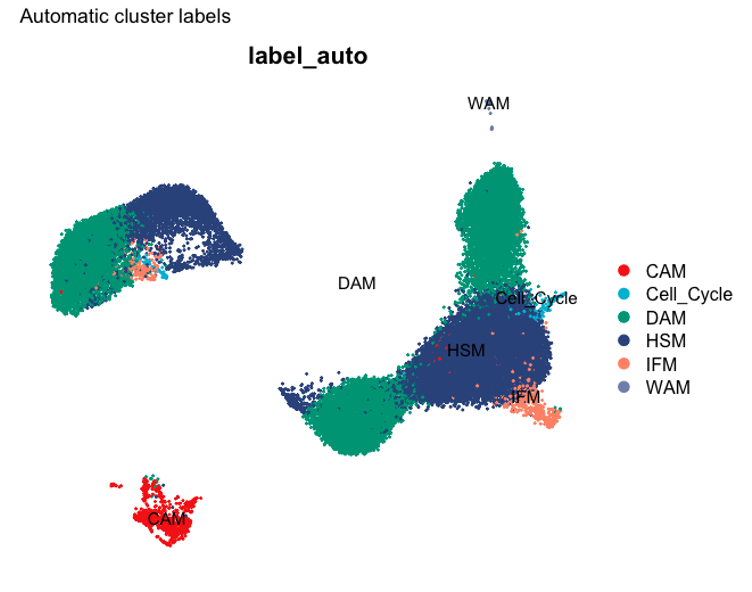 Automatic cluster labels
label_auto
WAM
DAM
Cell_Cycle
HSM
IFM
CAM
CAM
Cell_Cycle
DAM
HSM
IFM
WAM